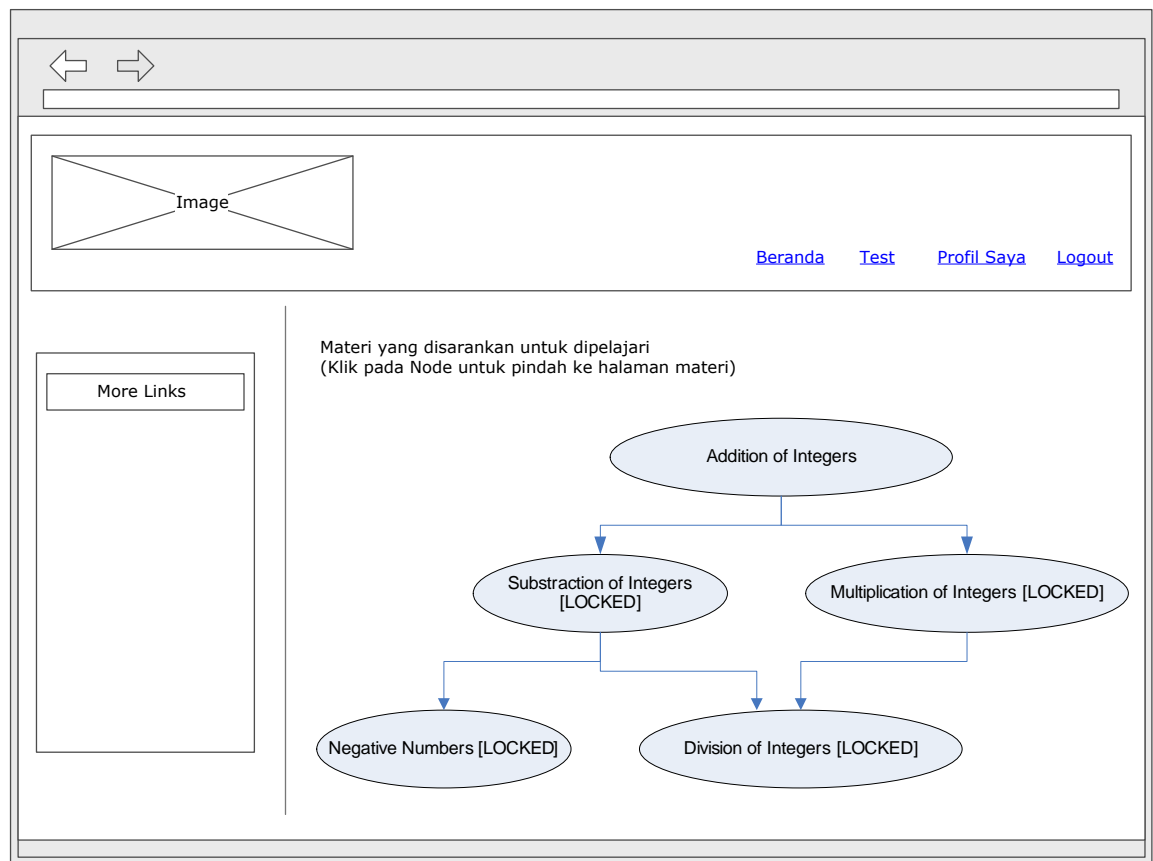 Image
Beranda Test Profil Saya Logout
Materi yang disarankan untuk dipelajari
(Klik pada Node untuk pindah ke halaman materi)
More Links
Addition of Integers
Substraction of Integers
[LOCKED]
Multiplication of Integers [LOCKED]
Negative Numbers [LOCKED]
Division of Integers [LOCKED]